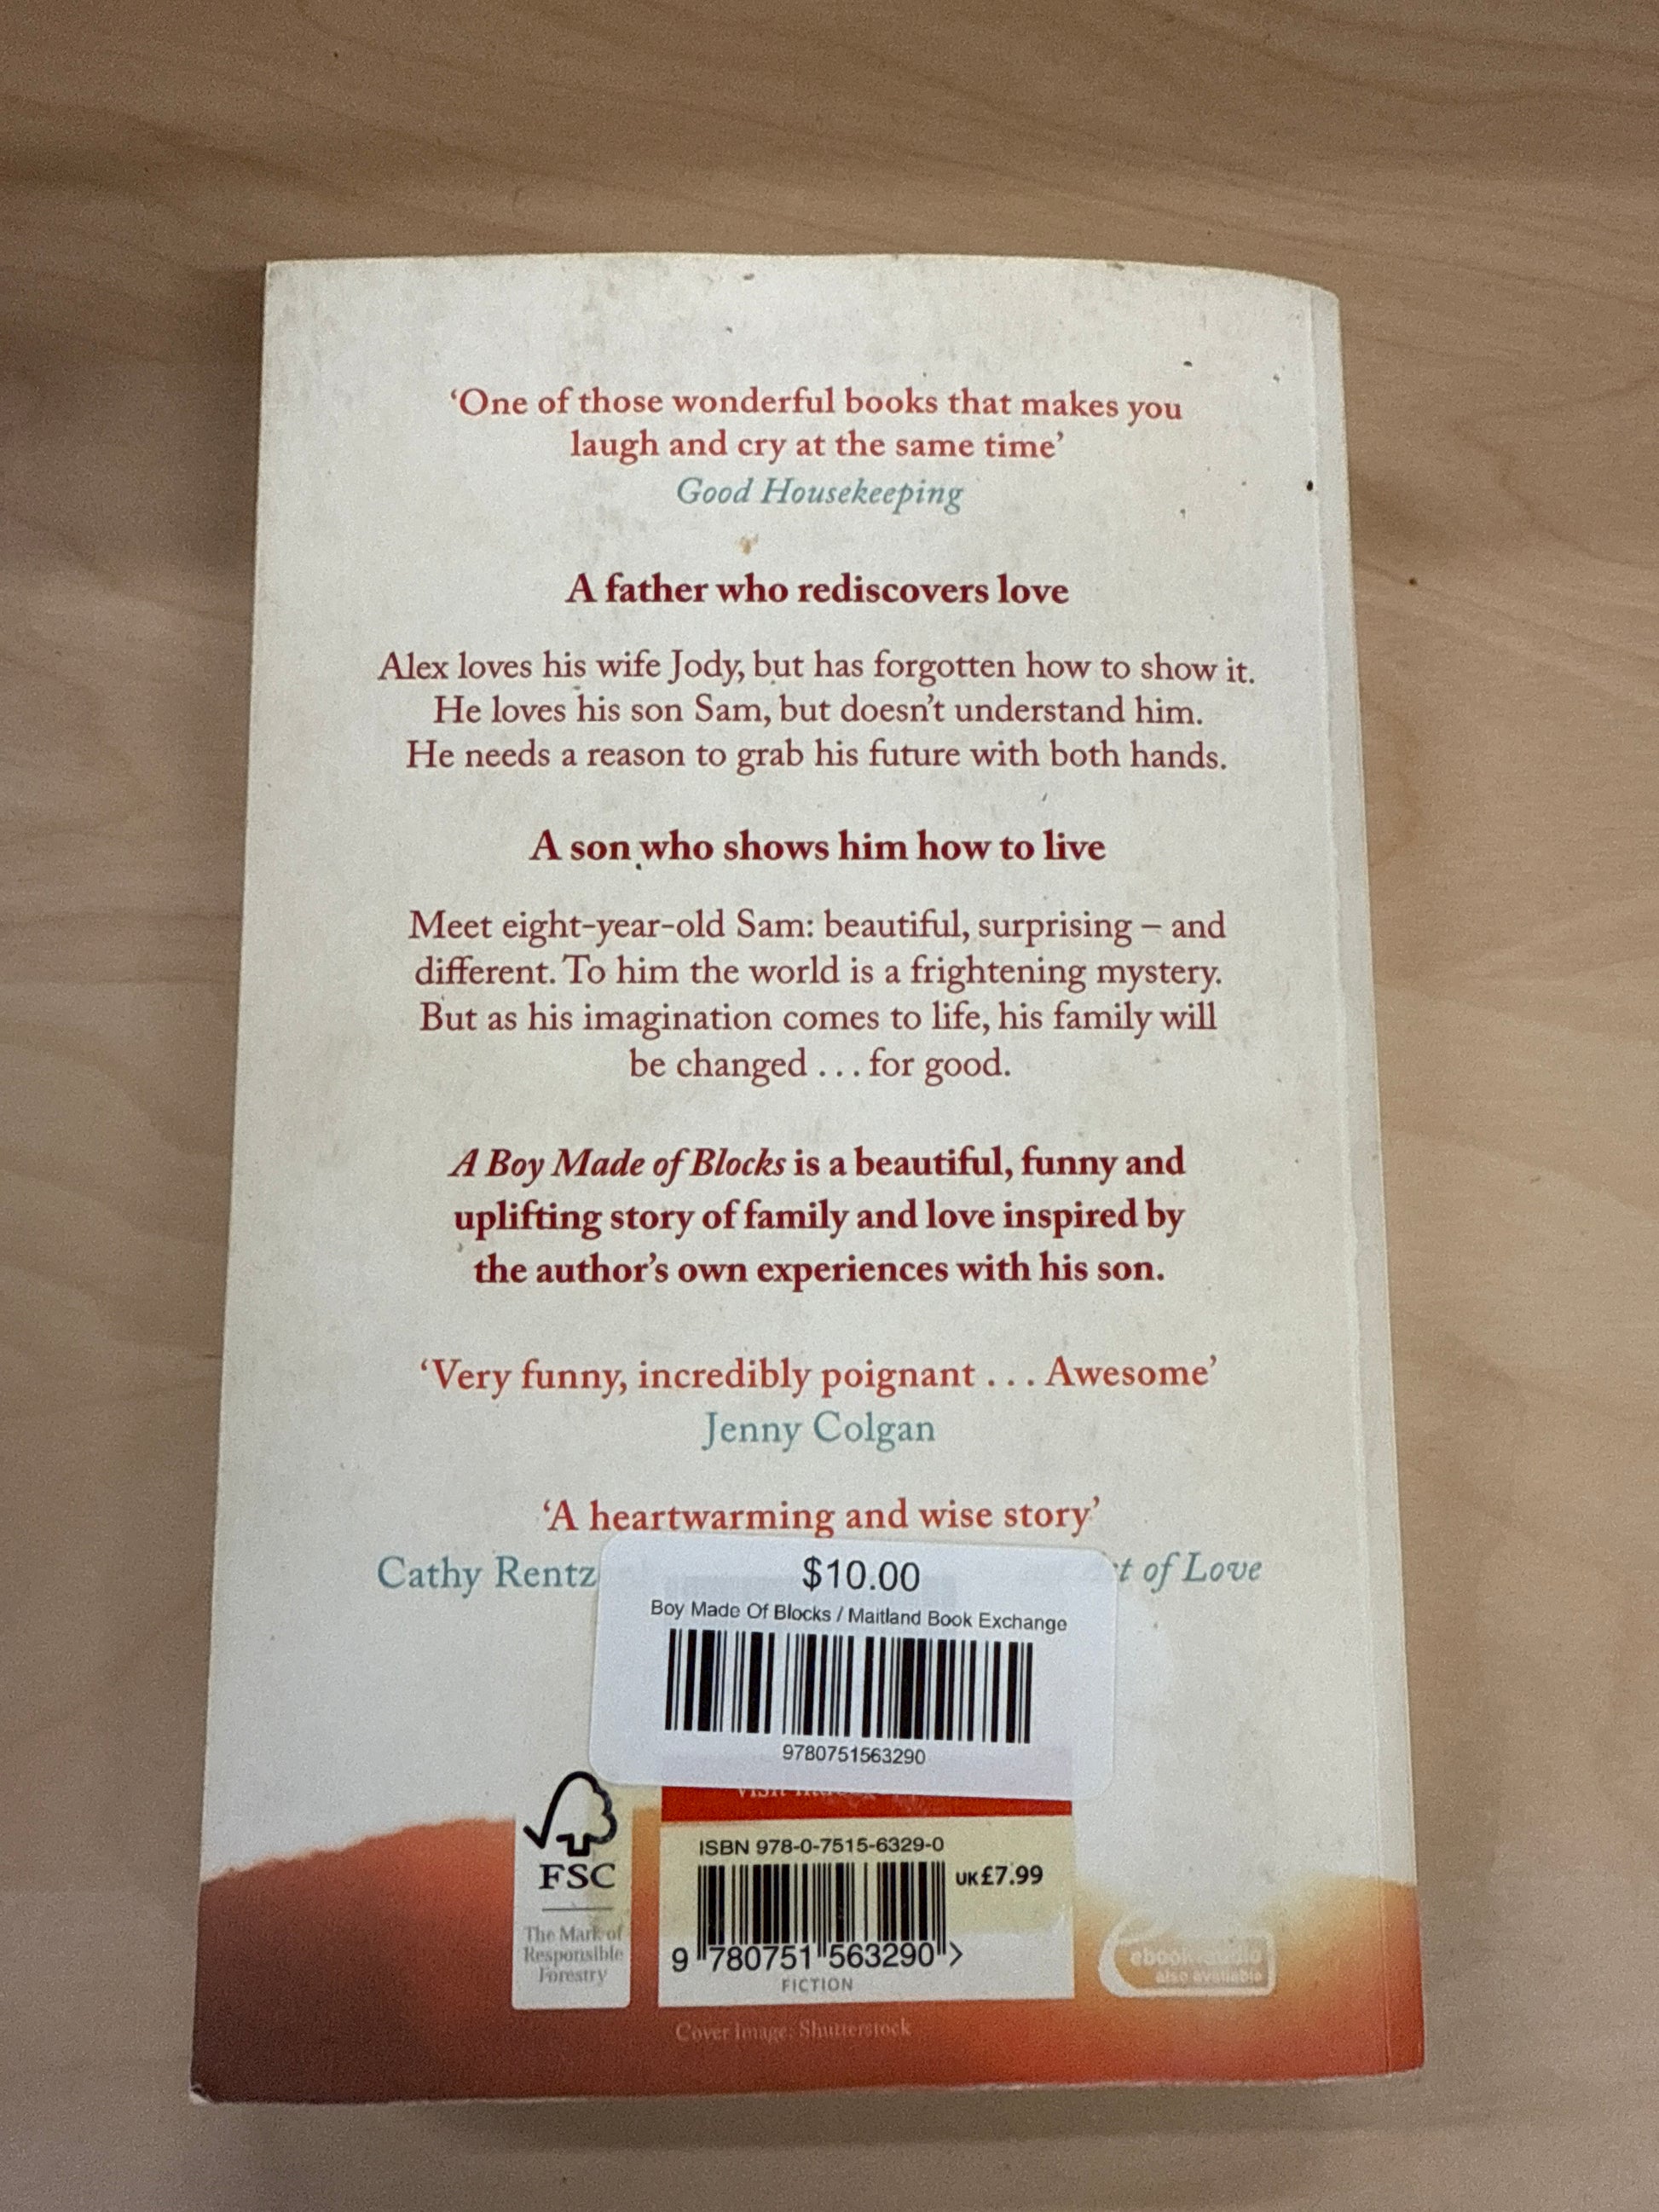 ‘One of those wonderful books that makes you
laugh and cry at the same time’
Good Housekeeping
A father who rediscovers love
Alex loves his wife Jody, but has forgotten how to show it.
He loves his son Sam, but doesn’t understand him.
He needs a reason to grab his future with both hands.
A son who shows him how to live
Meet eight-year-old Sam: beautiful, surprising – and
different. To him the world is a frightening mystery.
But as his imagination comes to life, his family will
be changed . . . for good.
A Boy Made of Blocks is a beautiful, funny and
uplifting story of family and love inspired by
the author’s own experiences with his son.
‘Very funny, incredibly poignant . . . Awesome’
Jenny Colgan
‘A heartwarming and wise story’
Cathy Rentz
of Love
$10.00
Boy Made Of Blocks / Maitland Book Exchange
9780751563290
FSC
The Mark of
Responsible
Forestry
ISBN 978-0-7515-6329-0
UK£7.99
9 780751 563290 >
FICTION
ebook audio
also available
Cover image: Shutterstock